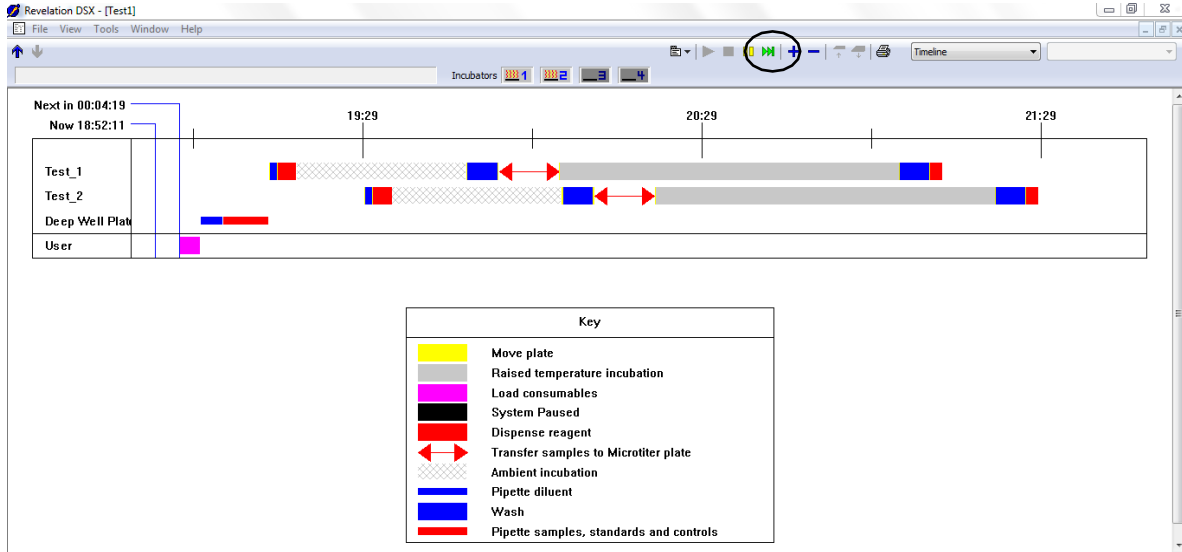 Revelation DSX - [Test1]
File View Tools Window Help
Timeline
Incubators 1 2 3 4
Next in 00:04:19
19:29 20:29 21:29
Now 18:52:11
Test_1
Test_2
Deep Well Plat
User
Key
Move plate
Raised temperature incubation
Load consumables
System Paused
Dispense reagent
Transfer samples to Microtiter plate
Ambient incubation
Pipette diluent
Wash
Pipette samples, standards and controls